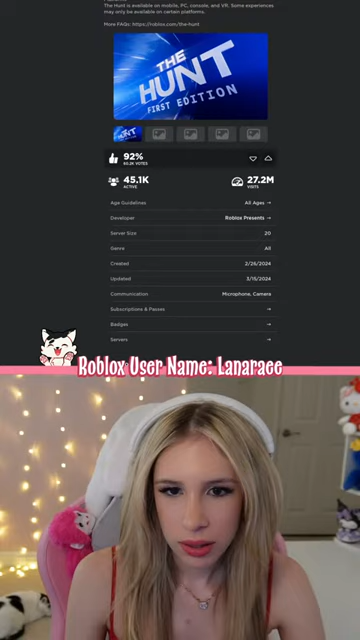 The Hunt is available on mobile, PC, console, and VR. Some experiences
may only be available on certain platforms.
More FAQs: https://roblox.com/the-hunt
THE
HUNT
FIRST EDITION
THE
HUNT
92%
45.1K
ACTIVE
27.2M
VISITS
Age Guidelines All Ages →
Developer Roblox Presents →
Server Size 20
Genre All
Created 2/26/2024
Updated 3/15/2024
Communication Microphone, Camera
Subscriptions & Passes →
Badges →
Servers →
Roblox User Name: Lanaraee